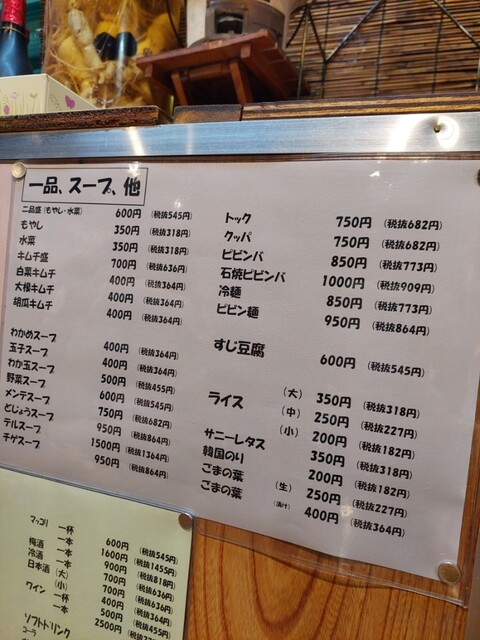 一品、スープ、他
二品盛（もやし・水菜） 600円 （税抜545円）
もやし 350円 （税抜318円）
水菜 350円 （税抜318円）
キムチ盛 700円 （税抜636円）
白菜キムチ 400円 （税抜364円）
大根キムチ 400円 （税抜364円）
胡瓜キムチ 400円 （税抜364円）
わかめスープ 400円 （税抜364円）
玉子スープ 400円 （税抜364円）
わか玉スープ 500円 （税抜455円）
野菜スープ 600円 （税抜545円）
メンテスープ 750円 （税抜682円）
どじょうスープ 950円 （税抜864円）
テルスープ 1500円 （税抜1364円）
チゲスープ 950円 （税抜864円）
トック 750円 （税抜682円）
クッパ 750円 （税抜682円）
ビビンバ 850円 （税抜773円）
石焼ビビンバ 1000円 （税抜909円）
冷麺 850円 （税抜773円）
ビビン麺 950円 （税抜864円）
すじ豆腐 600円 （税抜545円）
ライス （大） 350円 （税抜318円）
（中） 250円 （税抜227円）
（小） 200円 （税抜182円）
サニーレタス 350円 （税抜318円）
韓国のり 200円 （税抜182円）
ごまの葉 （生） 250円 （税抜227円）
ごまの葉 （漬け） 400円 （税抜364円）
マッコリ 一杯 600円 （税抜545円）
一本 1600円 （税抜1455円）
梅酒 一本 900円 （税抜818円）
冷酒 一本 700円 （税抜636円）
日本酒 （大） 700円 （税抜636円）
（小） 400円 （税抜364円）
ワイン 一杯 500円 （税抜455円）
一本 2500円
ソフトドリンク
コーラ